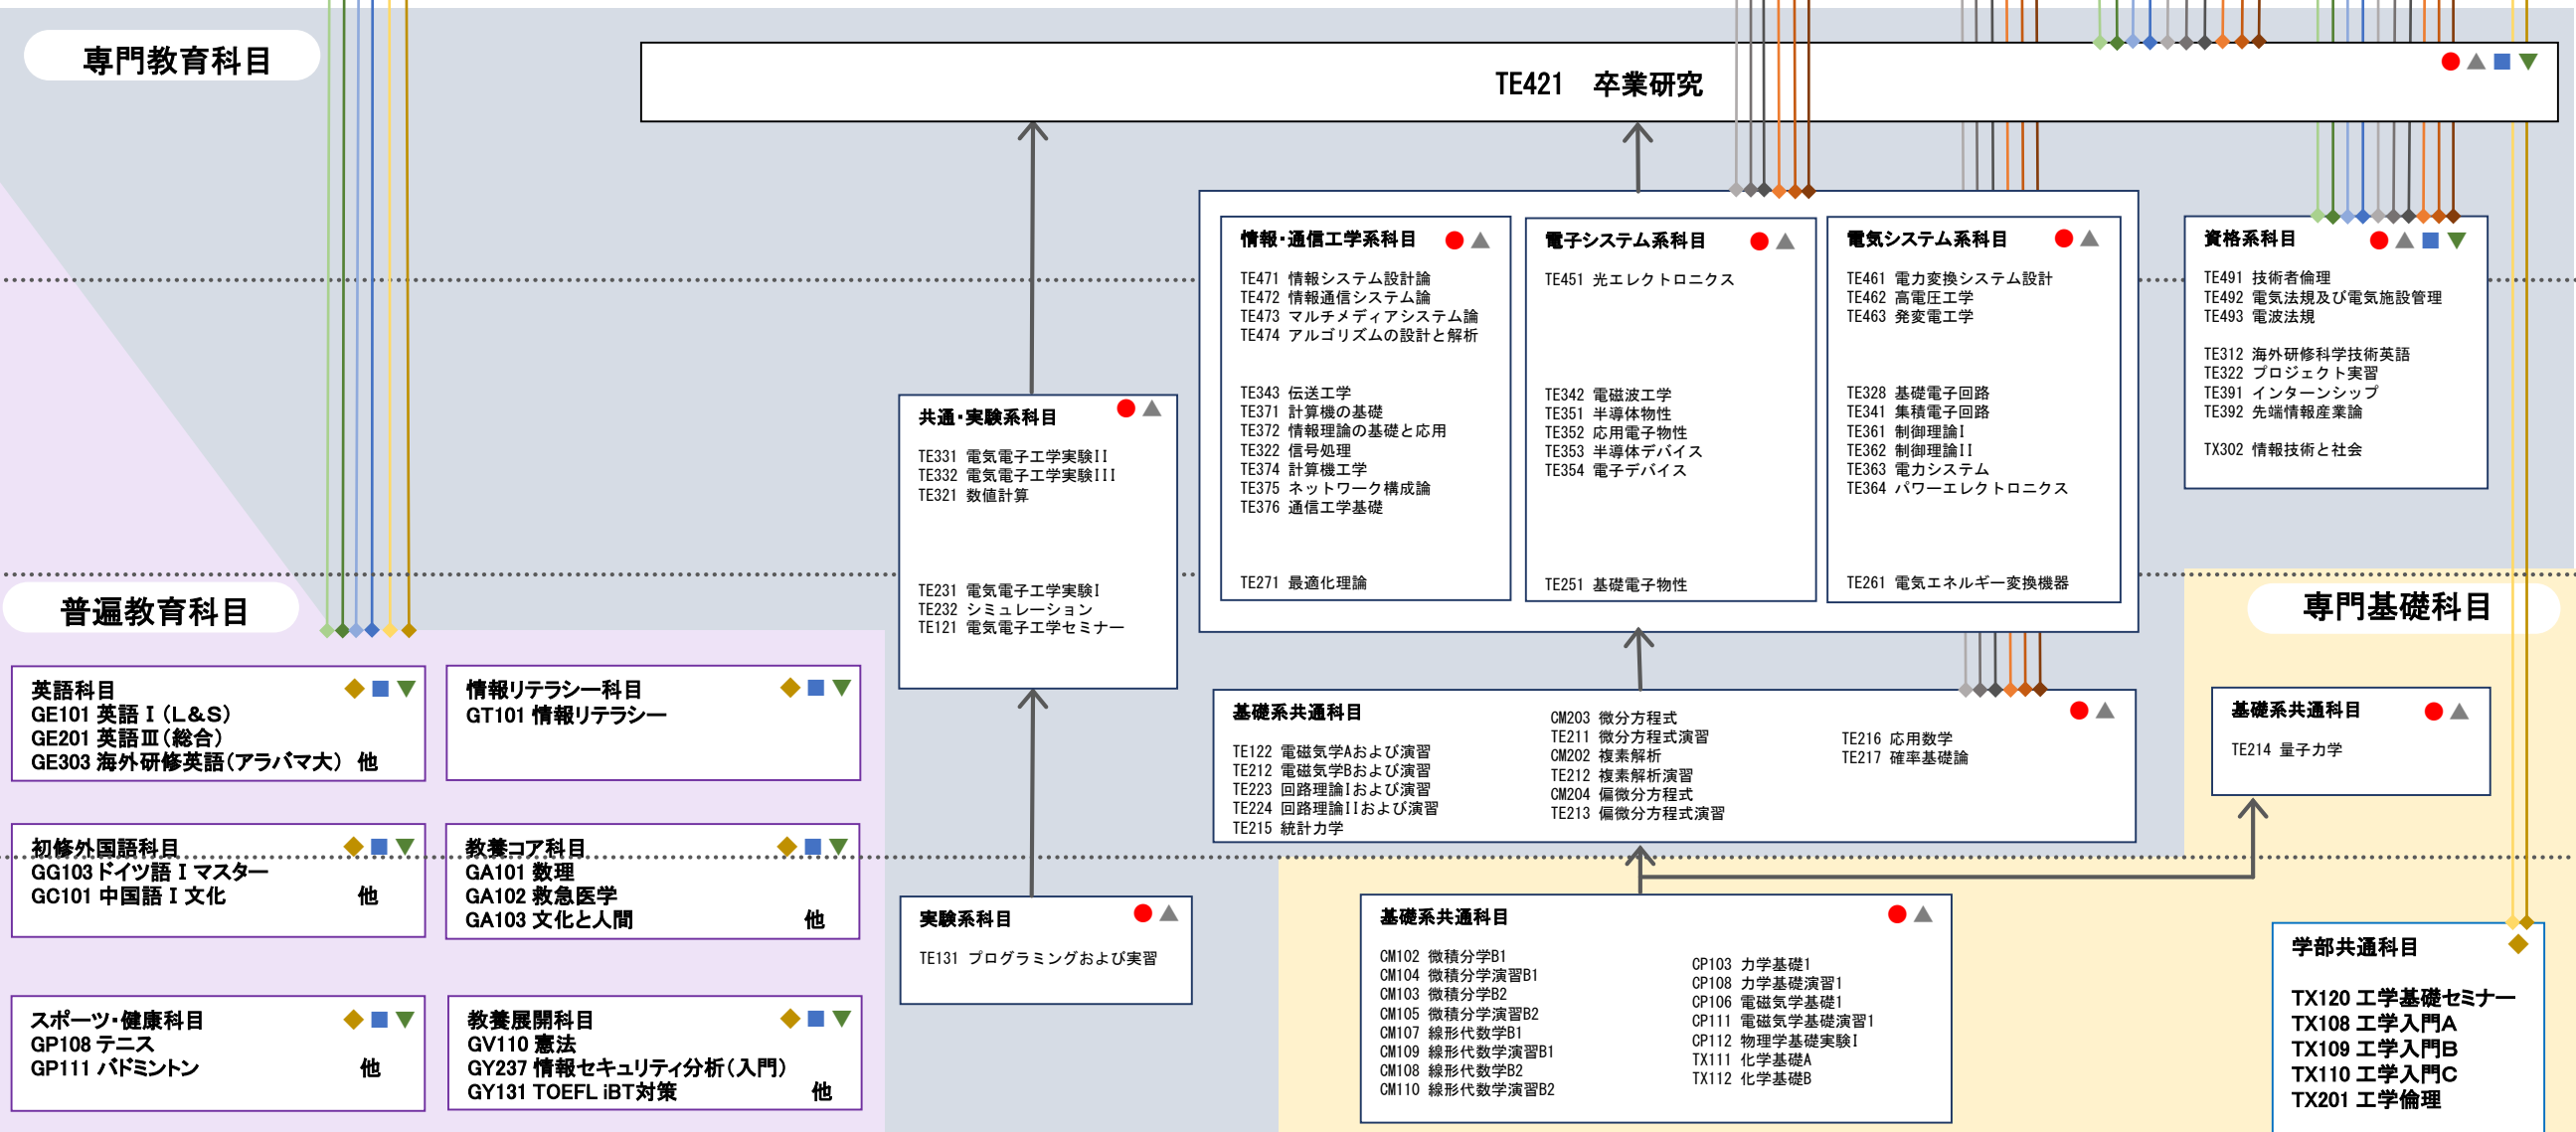 専門教育科目
TE421 卒業研究
情報・通信工学系科目
TE471 情報システム設計論
TE472 情報通信システム論
TE473 マルチメディアシステム論
TE474 アルゴリズムの設計と解析
TE343 伝送工学
TE371 計算機の基礎
TE372 情報理論の基礎と応用
TE322 信号処理
TE374 計算機工学
TE375 ネットワーク構成論
TE376 通信工学基礎
TE271 最適化理論
電子システム系科目
TE451 光エレクトロニクス
TE342 電磁波工学
TE351 半導体物性
TE352 応用電子物性
TE353 半導体デバイス
TE354 電子デバイス
TE251 基礎電子物性
電気システム系科目
TE461 電力変換システム設計
TE462 高電圧工学
TE463 発変電工学
TE328 基礎電子回路
TE341 集積電子回路
TE361 制御理論I
TE362 制御理論II
TE363 電力システム
TE364 パワーエレクトロニクス
TE261 電気エネルギー変換機器
資格系科目
TE491 技術者倫理
TE492 電気法規及び電気施設管理
TE493 電波法規
TE312 海外研修科学技術英語
TE322 プロジェクト実習
TE391 インターンシップ
TE392 先端情報産業論
TX302 情報技術と社会
共通・実験系科目
TE331 電気電子工学実験II
TE332 電気電子工学実験III
TE321 数値計算
TE231 電気電子工学実験I
TE232 シミュレーション
TE121 電気電子工学セミナー
普遍教育科目
専門基礎科目
英語科目
GE101 英語Ⅰ(L&S)
GE201 英語Ⅲ(総合)
GE303 海外研修英語(アラバマ大) 他
情報リテラシー科目
GT101 情報リテラシー
基礎系共通科目
TE122 電磁気学Aおよび演習
TE212 電磁気学Bおよび演習
TE223 回路理論Iおよび演習
TE224 回路理論IIおよび演習
TE215 統計力学
CM203 微分方程式
TE211 微分方程式演習
CM202 複素解析
TE212 複素解析演習
CM204 偏微分方程式
TE213 偏微分方程式演習
TE216 応用数学
TE217 確率基礎論
基礎系共通科目
TE214 量子力学
初修外国語科目
GG103ドイツ語Ⅰマスター
GC101 中国語Ⅰ文化 他
教養コア科目
GA101 数理
GA102 救急医学
GA103 文化と人間 他
実験系科目
TE131 プログラミングおよび実習
基礎系共通科目
CM102 微積分学B1
CM104 微積分学演習B1
CM103 微積分学B2
CM105 微積分学演習B2
CM107 線形代数学B1
CM109 線形代数学演習B1
CM108 線形代数学B2
CM110 線形代数学演習B2
CP103 力学基礎1
CP108 力学基礎演習1
CP106 電磁気学基礎1
CP111 電磁気学基礎演習1
CP112 物理学基礎実験I
TX111 化学基礎A
TX112 化学基礎B
学部共通科目
TX120 工学基礎セミナー
TX108 工学入門A
TX109 工学入門B
TX110 工学入門C
TX201 工学倫理
スポーツ・健康科目
GP108 テニス
GP111 バドミントン 他
教養展開科目
GV110 憲法
GY237 情報セキュリティ分析(入門)
GY131 TOEFL iBT対策 他